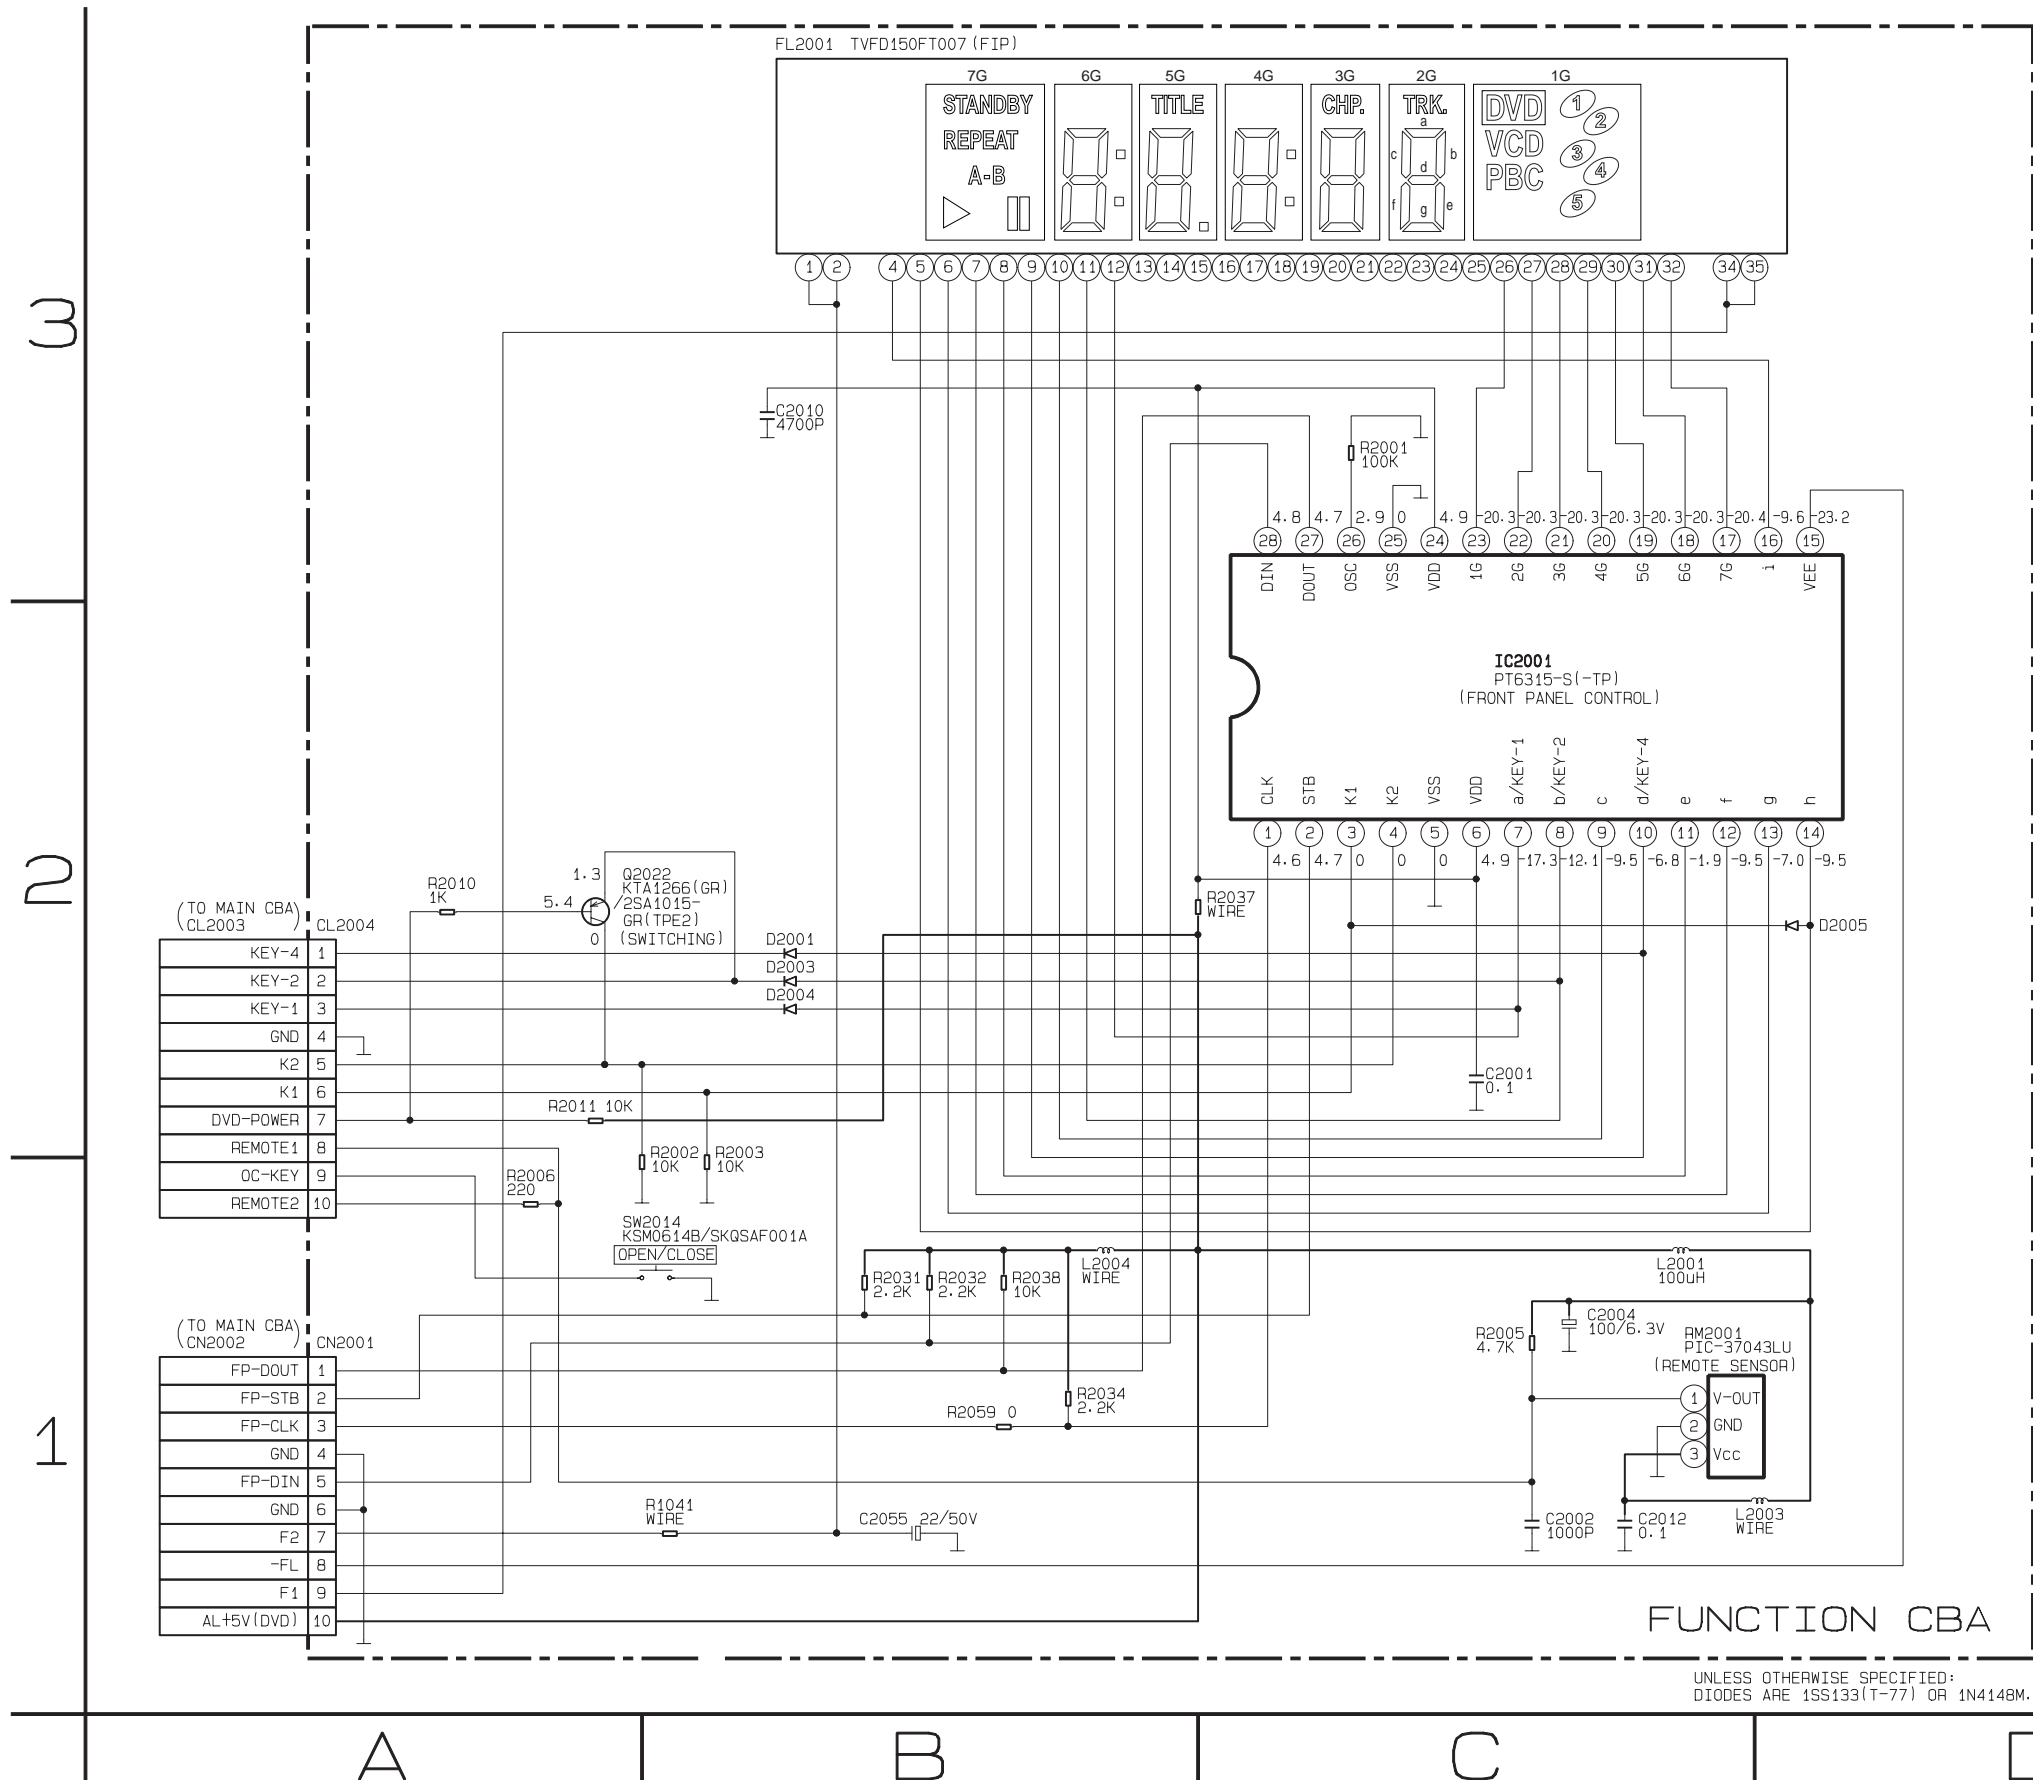 FL2001 TVFD150FT007(FIP)
7G 6G 5G 4G 3G 2G 1G
STANDBY TITLE CHP. TRK. DVD 1
a 2
REPEAT VCD
A-B c b 3
d PBC 4
f g e 5
1 2 4 5 6 7 8 9 10 11 12 13 14 15 16 17 18 19 20 21 22 23 24 25 26 27 28 29 30 31 32 34 35
3
C2010
4700P
R2001
100K
4.8 4.7 2.9 0 4.9 -20.3 -20.3 -20.3 -20.3 -20.3 -20.3 -20.4 -9.6 -23.2
28 27 26 25 24 23 22 21 20 19 18 17 16 15
DIN DOUT OSC VSS VDD 1G 2G 3G 4G 5G 6G 7G i VEE
IC2001
PT6315-S(-TP)
(FRONT PANEL CONTROL)
CLK STB K1 K2 VSS VDD a/KEY-1 b/KEY-2 c d/KEY-4 e f g h
1 2 3 4 5 6 7 8 9 10 11 12 13 14
4.6 4.7 0 0 0 4.9 -17.3 -12.1 -9.5 -6.8 -1.9 -9.5 -7.0 -9.5
2
R2010
1K
1.3
5.4
0
Q2022
KTA1266(GR)
/2SA1015-
GR(TPE2)
(SWITCHING)
R2037
WIRE
D2005
(TO MAIN CBA)
CL2003 CL2004
KEY-4 1
KEY-2 2
KEY-1 3
GND 4
K2 5
K1 6
DVD-POWER 7
REMOTE1 8
OC-KEY 9
REMOTE2 10
D2001
D2003
D2004
C2001
0.1
R2011 10K
R2002
10K
R2003
10K
R2006
220
SW2014
KSM0614B/SKQSAF001A
OPEN/CLOSE
R2031
2.2K
R2032
2.2K
R2038
10K
L2004
WIRE
L2001
100uH
C2004
100/6.3V
R2005
4.7K
RM2001
PIC-37043LU
(REMOTE SENSOR)
1 V-OUT
2 GND
3 Vcc
R2034
2.2K
R2059 0
1
(TO MAIN CBA)
CN2002 CN2001
FP-DOUT 1
FP-STB 2
FP-CLK 3
GND 4
FP-DIN 5
GND 6
F2 7
-FL 8
F1 9
AL+5V(DVD) 10
R1041
WIRE
C2055 22/50V
C2002
1000P
C2012
0.1
L2003
WIRE
FUNCTION CBA
UNLESS OTHERWISE SPECIFIED:
DIODES ARE 1SS133(T-77) OR 1N4148M.
A B C